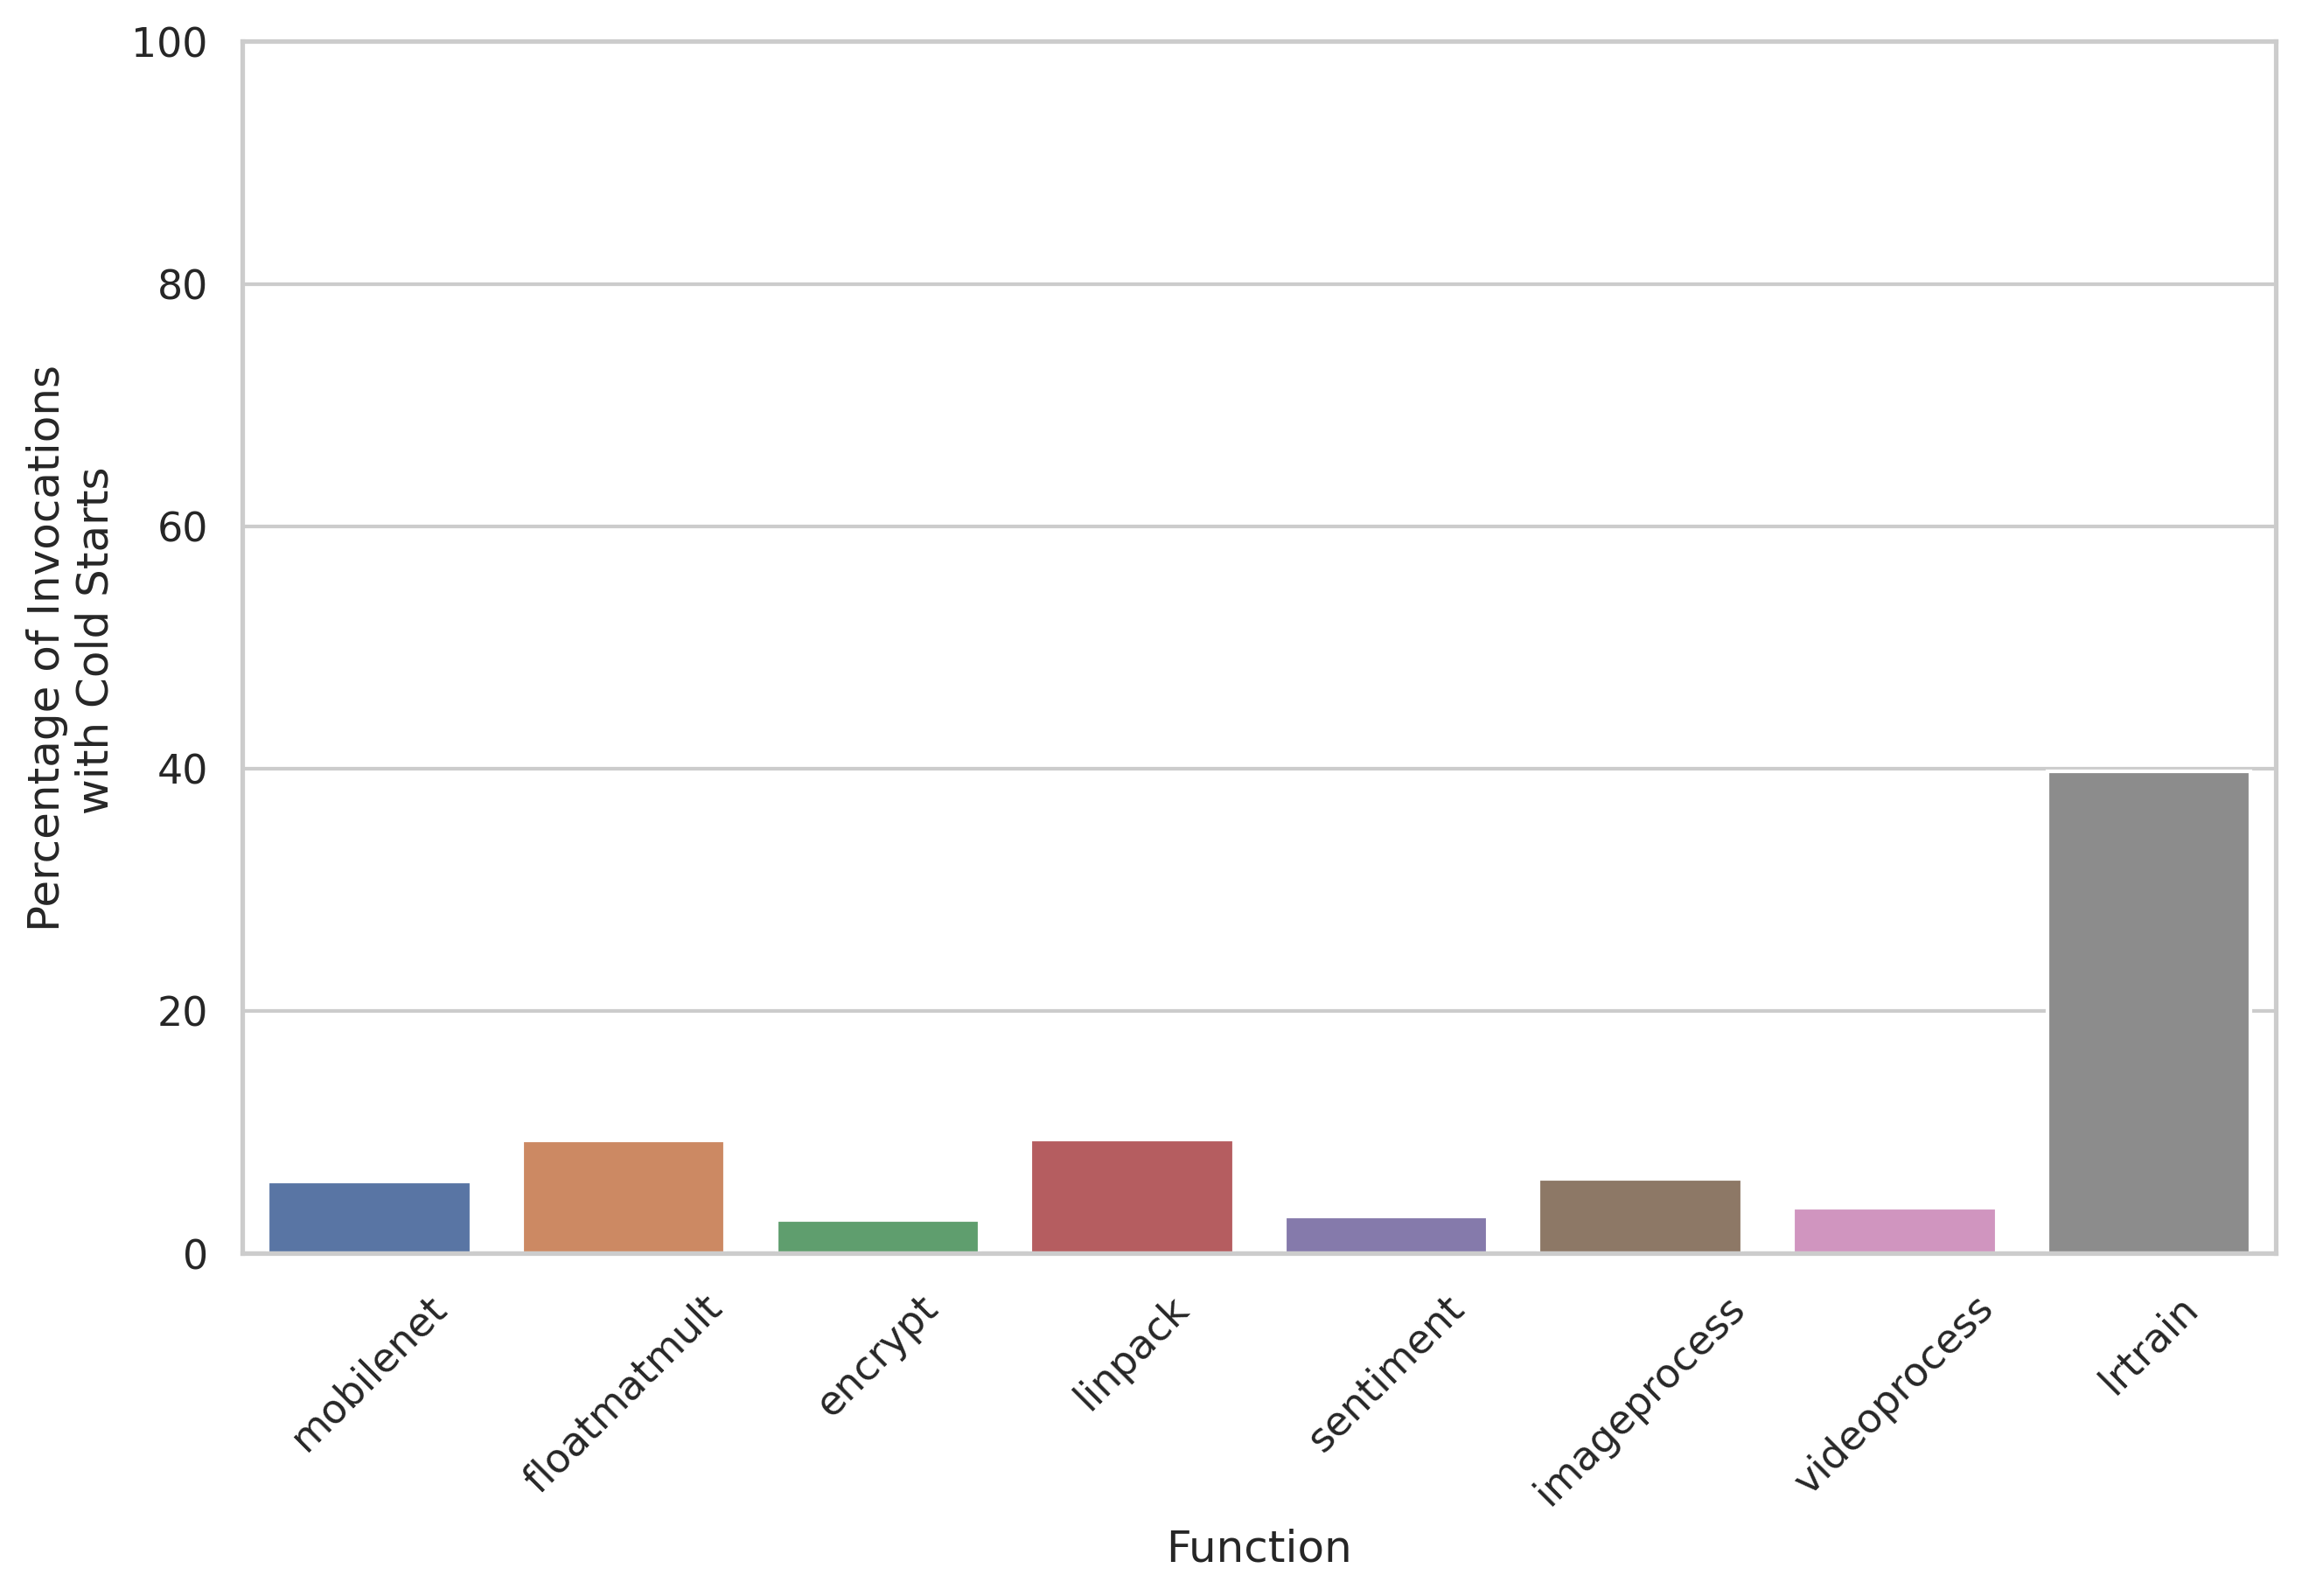 100
80
60
40
20
0
Percentage of Invocations
with Cold Starts
mobilenet
floatmatmult
encrypt
linpack
sentiment
imageprocess
videoprocess
lrtrain
Function